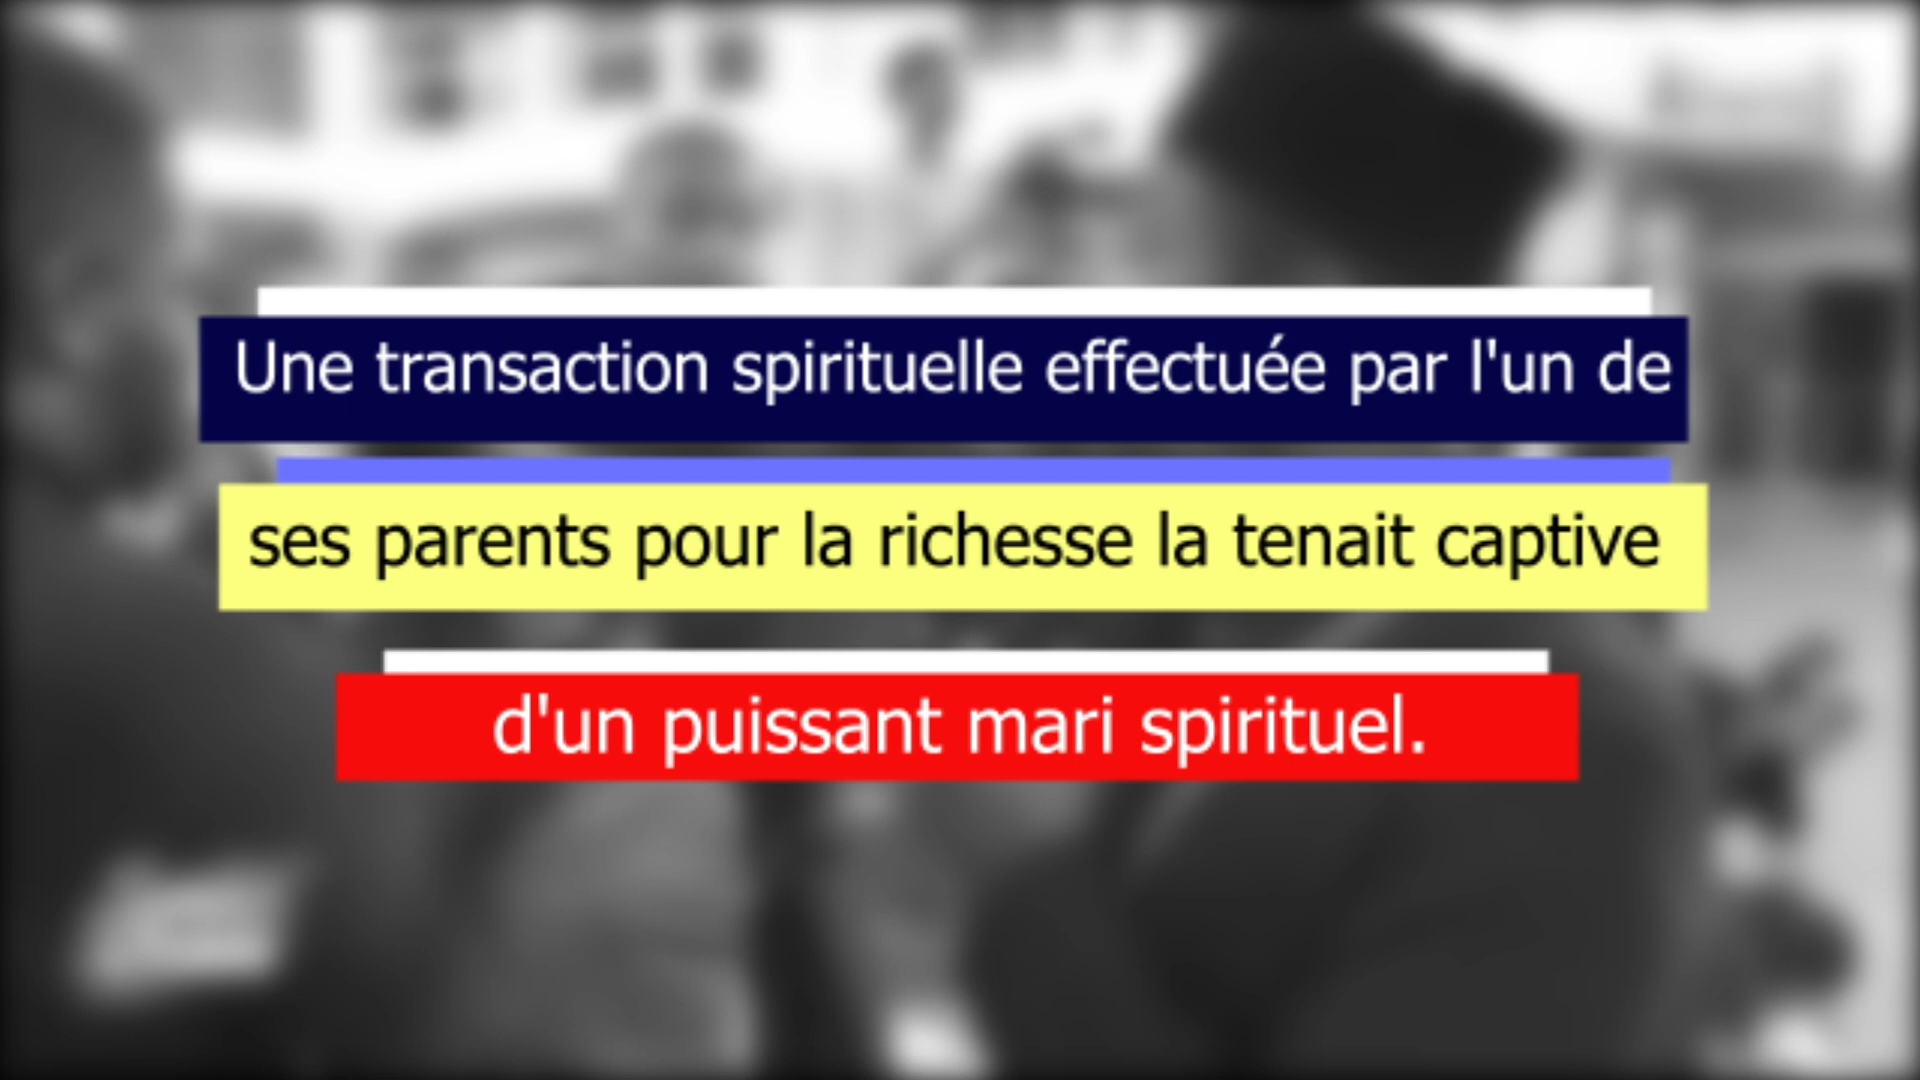 Une transaction spirituelle effectuée par l'un de
ses parents pour la richesse la tenait captive
d'un puissant mari spirituel.